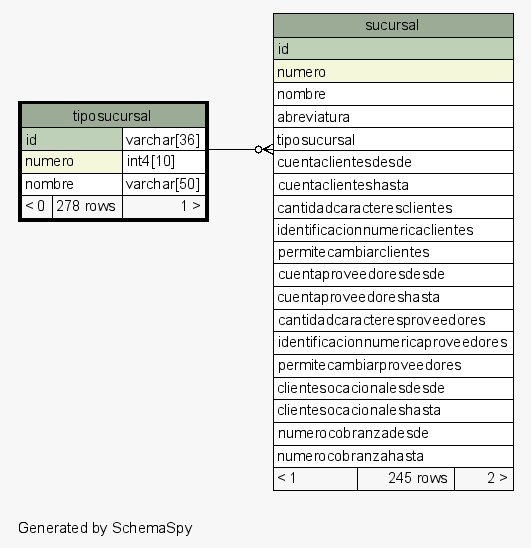 sucursal
id
numero
nombre
abreviatura
tiposucursal
cuentaclientesdesde
cuentaclienteshasta
cantidadcaracteresclientes
identificacionnumericaclientes
permitecambiarclientes
cuentaproveedoresdesde
cuentaproveedoreshasta
cantidadcaracteresproveedores
identificacionnumericaproveedores
permitecambiarproveedores
clientesocacionalesdesde
clientesocacionaleshasta
numerocobranzadesde
numerocobranzahasta
< 1 245 rows 2 >
tiposucursal
id varchar[36]
numero int4[10]
nombre varchar[50]
< 0 278 rows 1 >
Generated by SchemaSpy